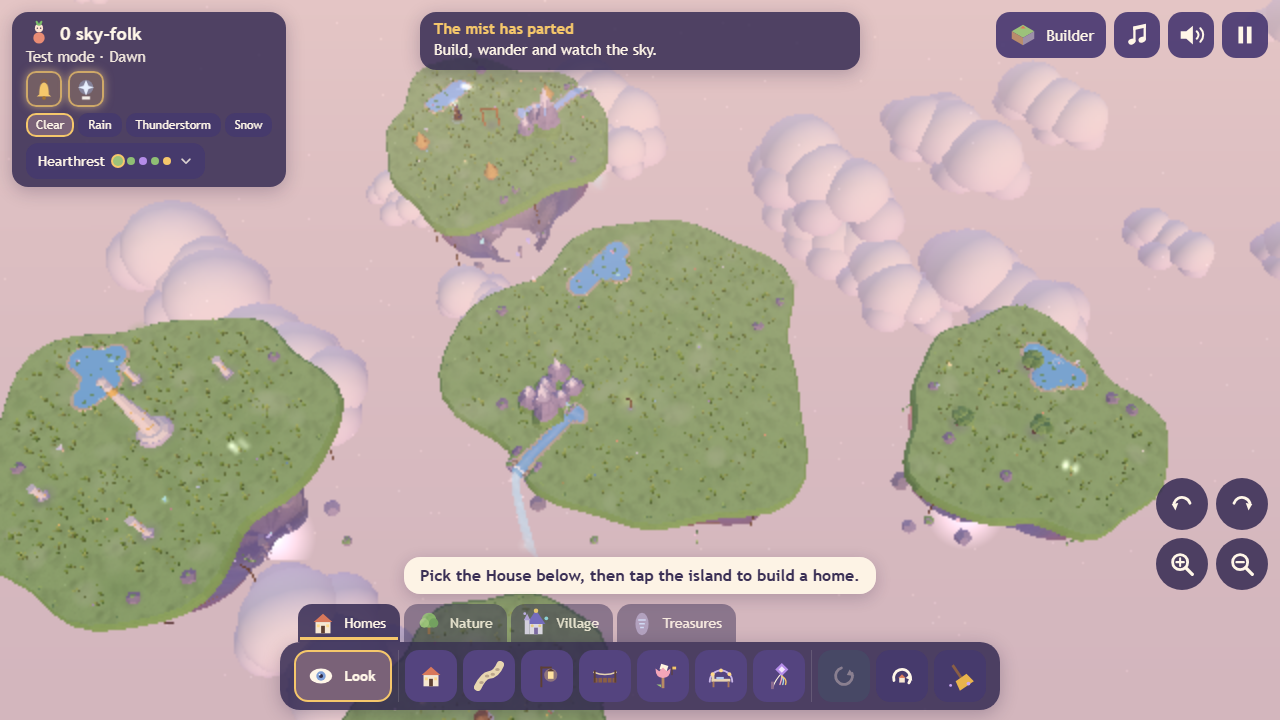 0 sky-folk
Test mode · Dawn
Clear
Rain
Thunderstorm
Snow
Hearthrest
The mist has parted
Build, wander and watch the sky.
Builder
Pick the House below, then tap the island to build a home.
Homes
Nature
Village
Treasures
Look